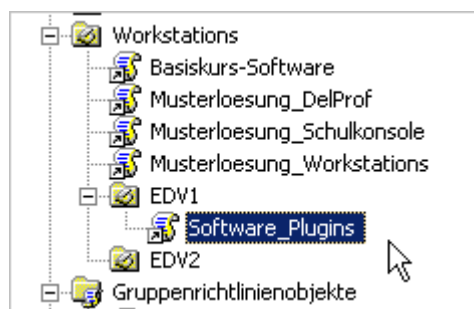 Workstations
Basiskurs-Software
Musterloesung_DelProf
Musterloesung_Schulkonsole
Musterloesung_Workstations
EDV1
Software_Plugins
EDV2
Gruppenrichtlinienobjekte